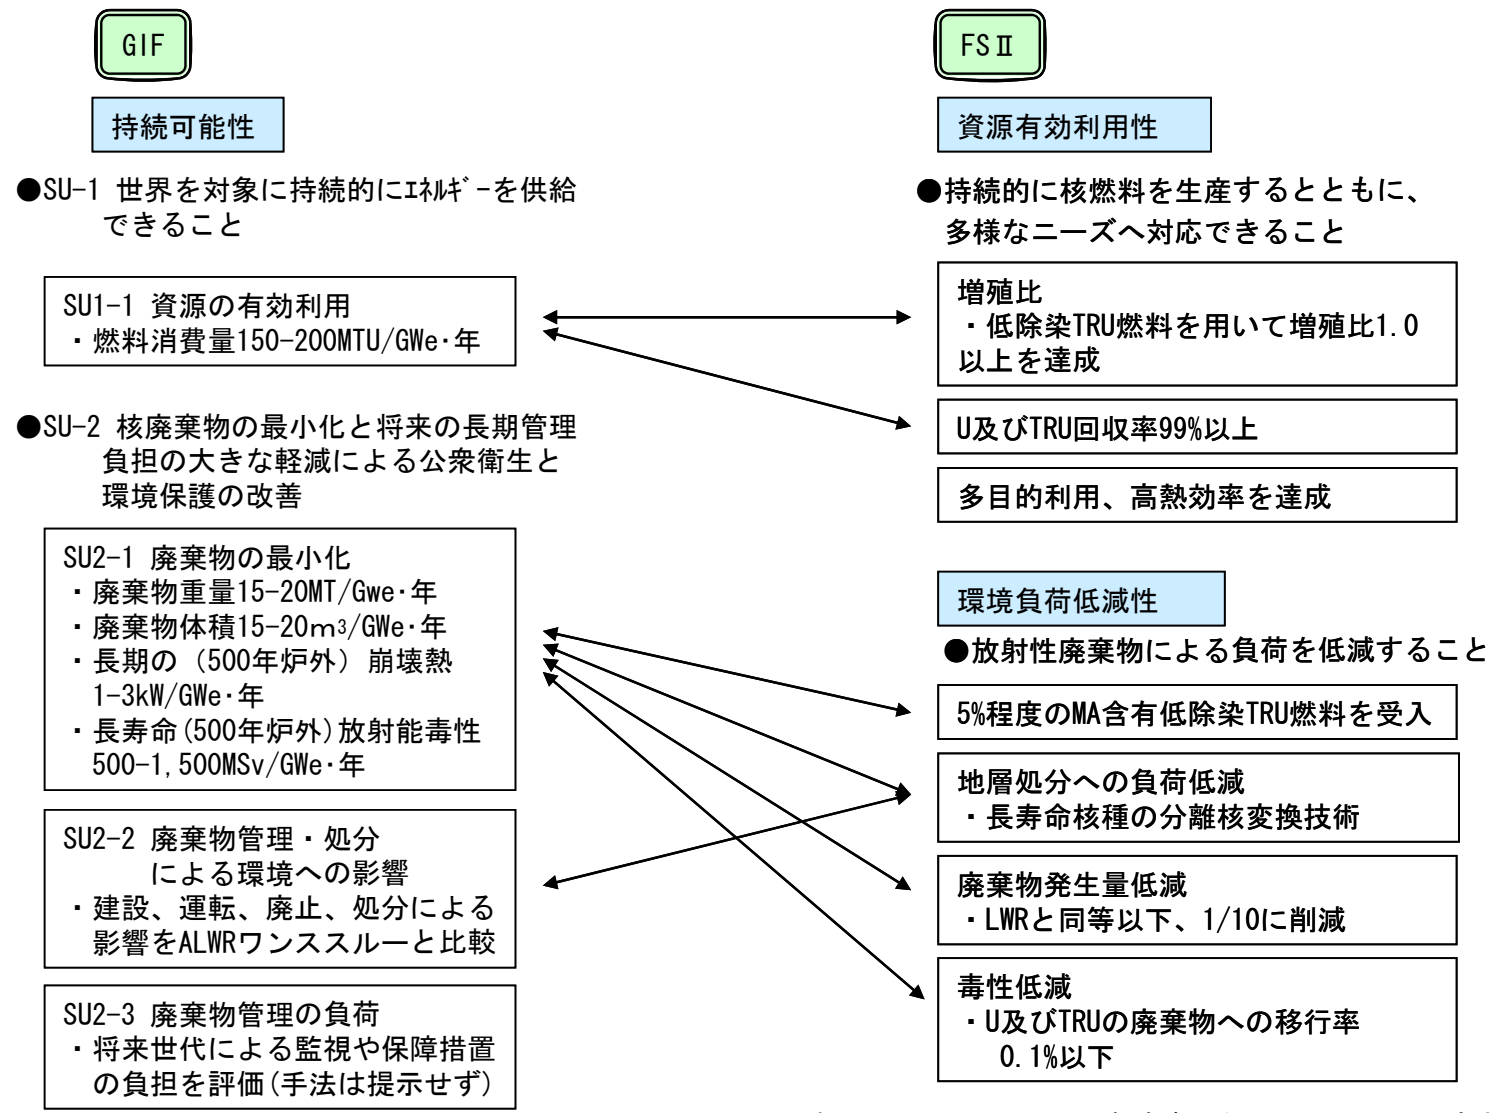 GIF
持続可能性
●SU-1 世界を対象に持続的にｴﾈﾙｷﾞｰを供給
できること
SU1-1 資源の有効利用
・燃料消費量150-200MTU/GWe･年
●SU-2 核廃棄物の最小化と将来の長期管理
負担の大きな軽減による公衆衛生と
環境保護の改善
SU2-1 廃棄物の最小化
・廃棄物重量15-20MT/Gwe･年
・廃棄物体積15-20m3/GWe･年
・長期の（500年炉外）崩壊熱
1-3kW/GWe･年
・長寿命(500年炉外)放射能毒性
500-1,500MSv/GWe･年
SU2-2 廃棄物管理・処分
による環境への影響
・建設、運転、廃止、処分による
影響をALWRワンススルーと比較
SU2-3 廃棄物管理の負荷
・将来世代による監視や保障措置
の負担を評価(手法は提示せず)
FSⅡ
資源有効利用性
●持続的に核燃料を生産するとともに、
多様なニーズへ対応できること
増殖比
・低除染TRU燃料を用いて増殖比1.0
以上を達成
U及びTRU回収率99%以上
多目的利用、高熱効率を達成
環境負荷低減性
●放射性廃棄物による負荷を低減すること
5%程度のMA含有低除染TRU燃料を受入
地層処分への負荷低減
・長寿命核種の分離核変換技術
廃棄物発生量低減
・LWRと同等以下、1/10に削減
毒性低減
・U及びTRUの廃棄物への移行率
0.1%以下